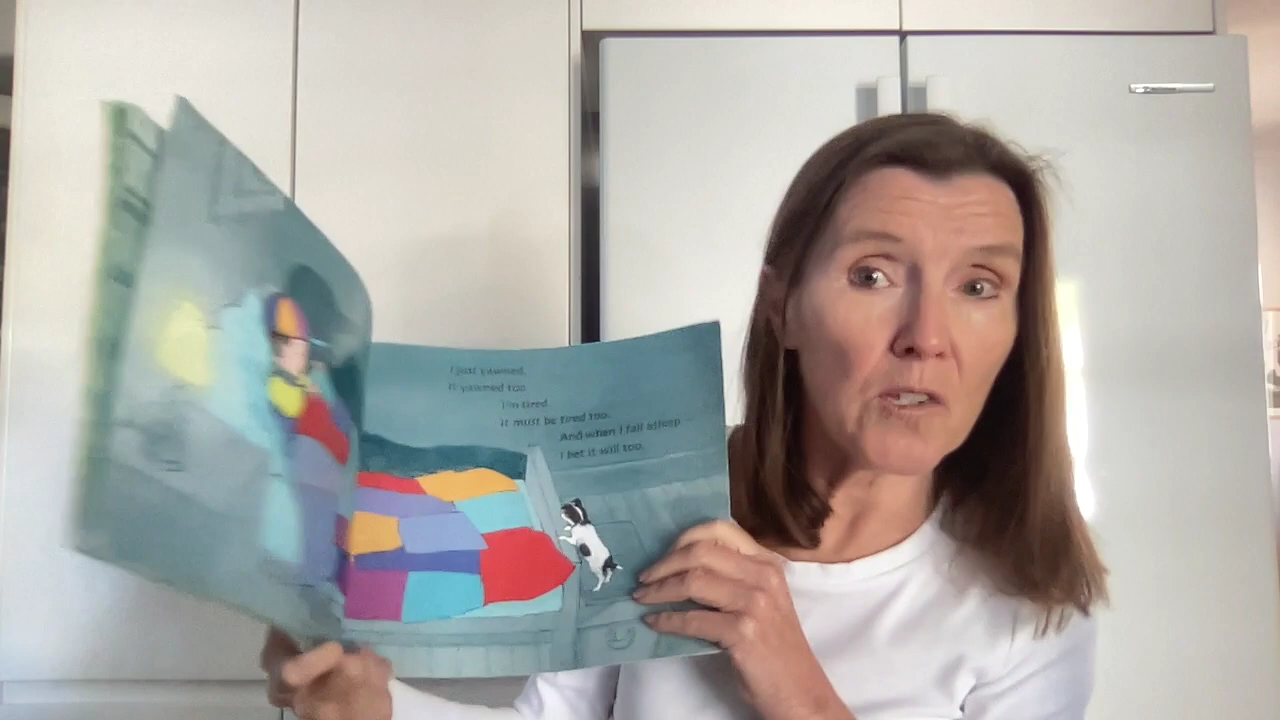 I just yawned.
It yawned too.
I'm tired.
It must be tired too.
And when I fall asleep
I bet it will too.